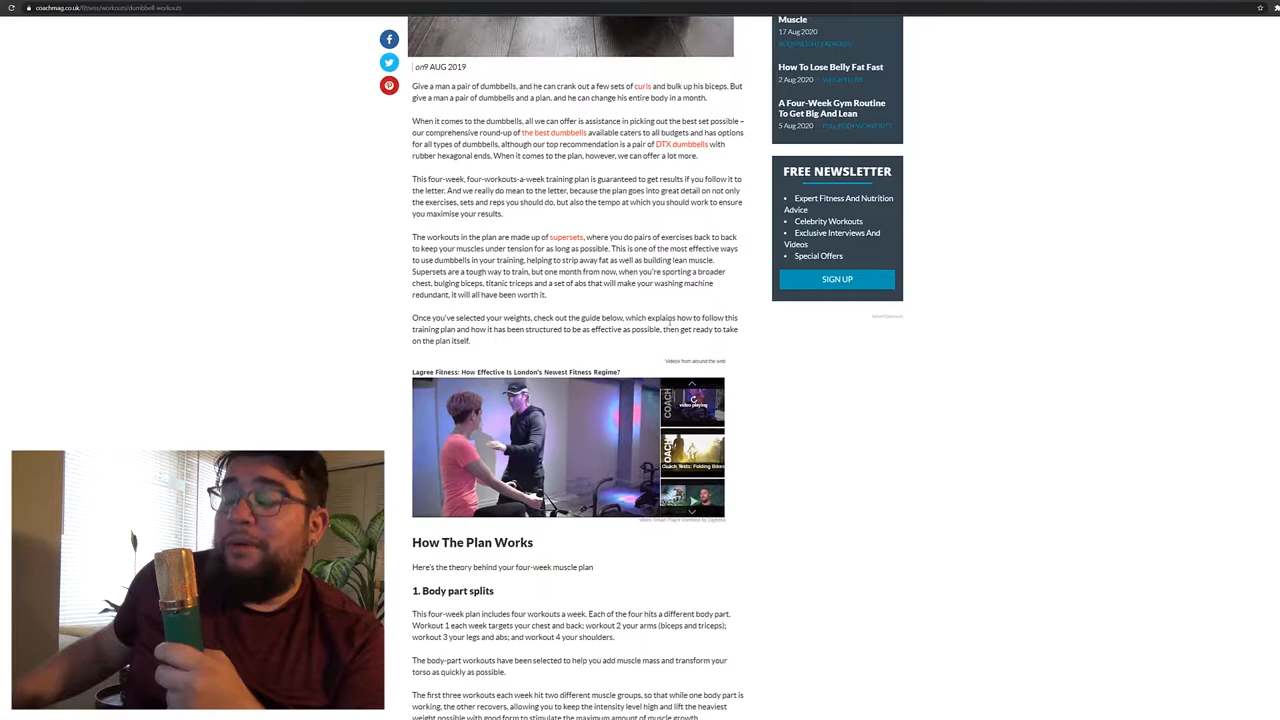 coachmag.co.uk/fitness/workouts/dumbbell-workouts
on 9 AUG 2019
Give a man a pair of dumbbells, and he can crank out a few sets of curls and bulk up his biceps. But
give a man a pair of dumbbells and a plan, and he can change his entire body in a month.
When it comes to the dumbbells, all we can offer is assistance in picking out the best set possible –
our comprehensive round-up of the best dumbbells available caters to all budgets and has options
for all types of dumbbells, although our top recommendation is a pair of DTX dumbbells with
rubber hexagonal ends. When it comes to the plan, however, we can offer a lot more.
This four-week, four-workouts-a-week training plan is guaranteed to get results if you follow it to
the letter. And we really do mean to the letter, because the plan goes into great detail on not only
the exercises, sets and reps you should do, but also the tempo at which you should work to ensure
you maximise your results.
The workouts in the plan are made up of supersets, where you do pairs of exercises back to back
to keep your muscles under tension for as long as possible. This is one of the most effective ways
to use dumbbells in your training, helping to strip away fat as well as building lean muscle.
Supersets are a tough way to train, but one month from now, when you're sporting a broader
chest, bulging biceps, titanic triceps and a set of abs that will make your washing machine
redundant, it will all have been worth it.
Once you've selected your weights, check out the guide below, which explains how to follow this
training plan and how it has been structured to be as effective as possible, then get ready to take
on the plan itself.
Videos from around the web
Lagree Fitness: How Effective Is London's Newest Fitness Regime?
COACH
video playing
COACH
Coach Tests: Folding Bikes
How The Plan Works
Here's the theory behind your four-week muscle plan
1. Body part splits
This four-week plan includes four workouts a week. Each of the four hits a different body part.
Workout 1 each week targets your chest and back; workout 2 your arms (biceps and triceps);
workout 3 your legs and abs; and workout 4 your shoulders.
The body-part workouts have been selected to help you add muscle mass and transform your
torso as quickly as possible.
The first three workouts each week hit two different muscle groups, so that while one body part is
working, the other recovers, allowing you to keep the intensity level high and lift the heaviest
weight possible with good form to stimulate the maximum amount of muscle growth.
Muscle
17 Aug 2020
BODYWEIGHT EXERCISES
How To Lose Belly Fat Fast
2 Aug 2020 WEIGHT LOSS
A Four-Week Gym Routine
To Get Big And Lean
5 Aug 2020 FULL-BODY WORKOUTS
FREE NEWSLETTER
• Expert Fitness And Nutrition
Advice
• Celebrity Workouts
• Exclusive Interviews And
Videos
• Special Offers
SIGN UP
Advertisement